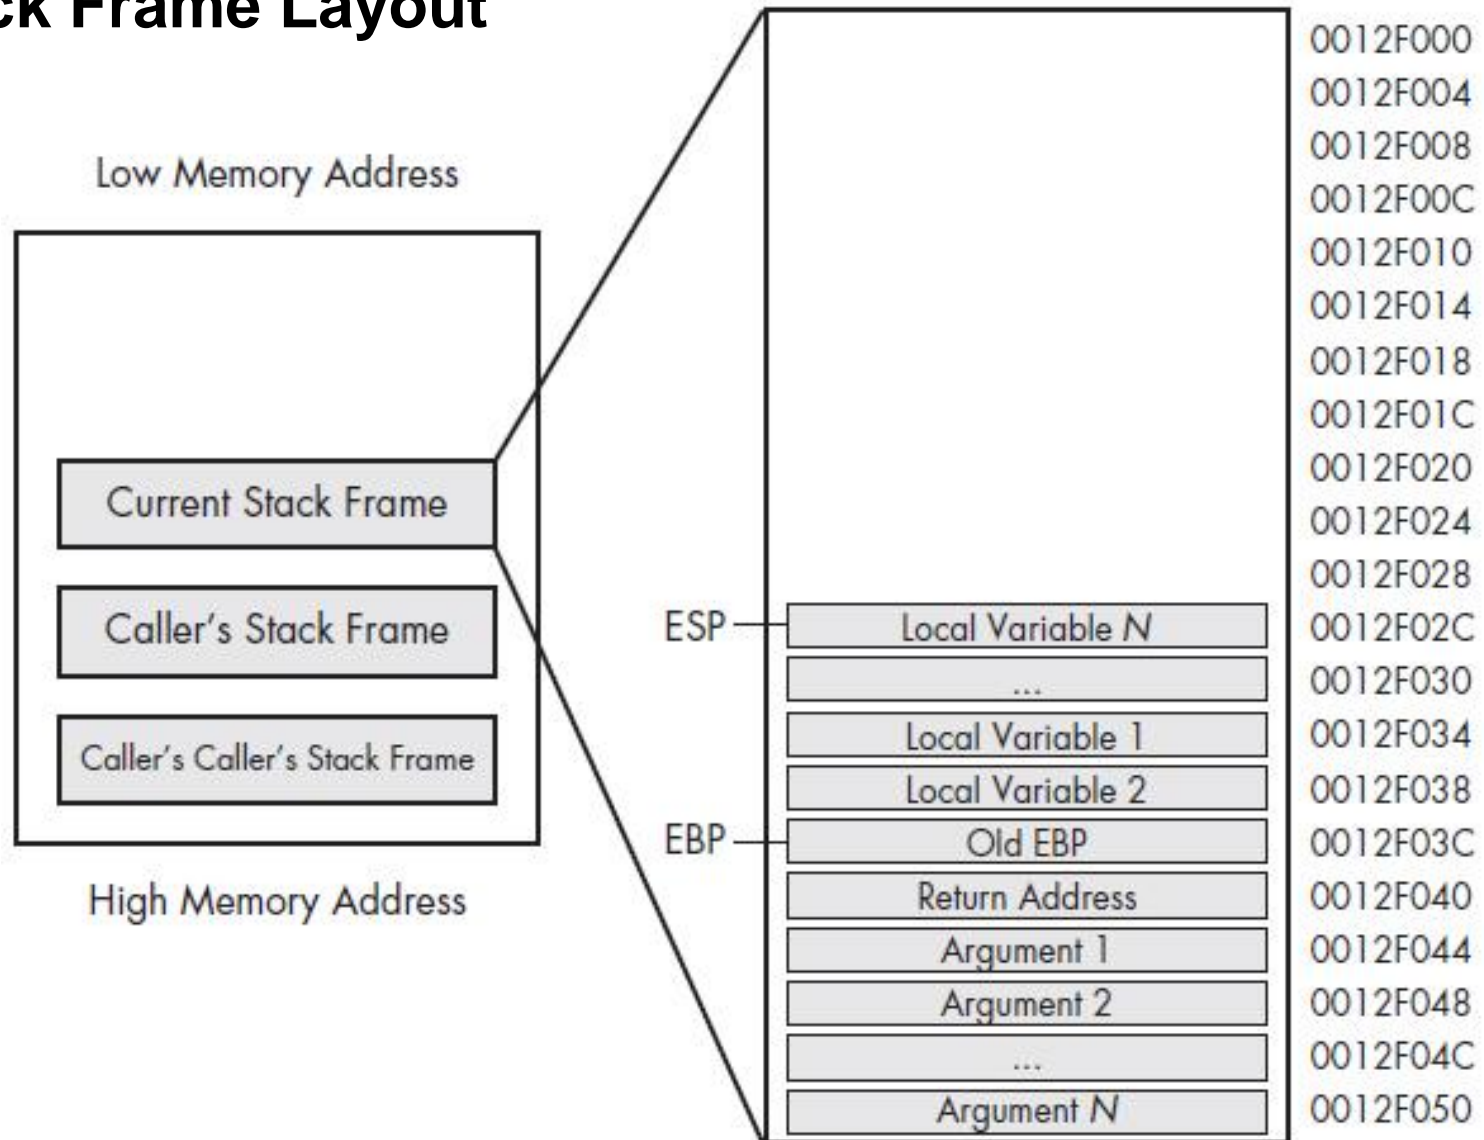 ck Frame Layout
Low Memory Address
Current Stack Frame
Caller's Stack Frame
Caller's Caller's Stack Frame
High Memory Address
0012F000
0012F004
0012F008
0012F00C
0012F010
0012F014
0012F018
0012F01C
0012F020
0012F024
0012F028
ESP Local Variable N 0012F02C
... 0012F030
Local Variable 1 0012F034
Local Variable 2 0012F038
EBP Old EBP 0012F03C
Return Address 0012F040
Argument 1 0012F044
Argument 2 0012F048
... 0012F04C
Argument N 0012F050